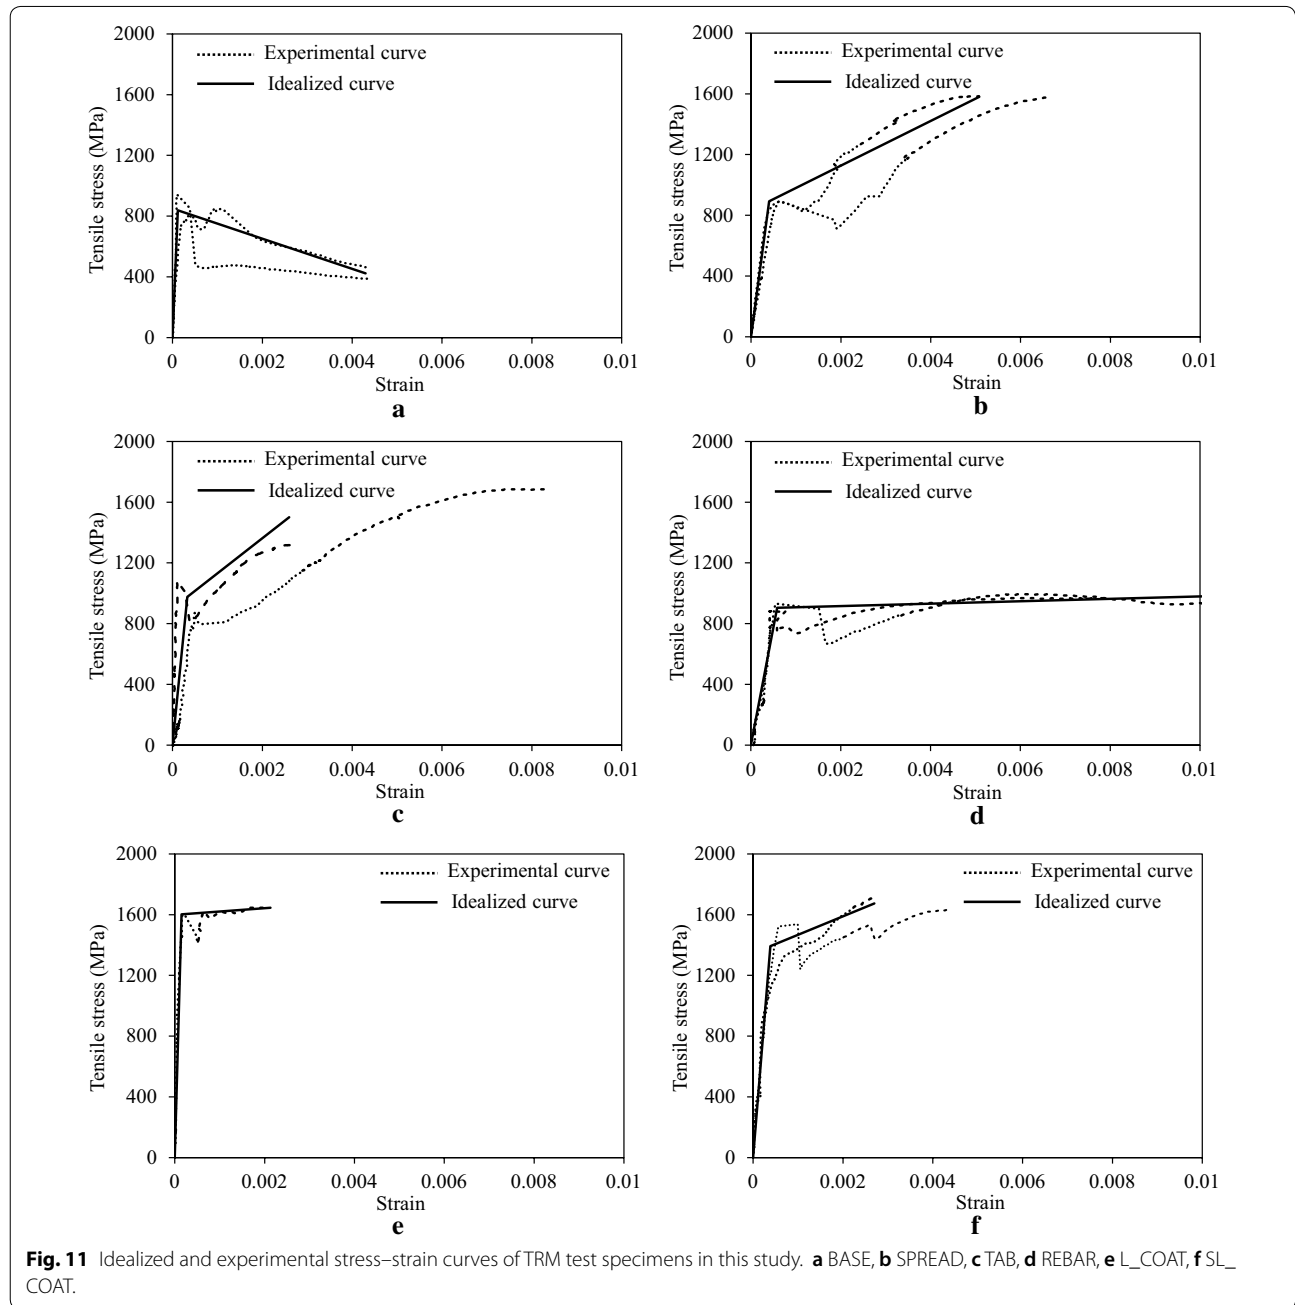 2000
1600
1200
800
400
0
Tensile stress (MPa)
Experimental curve
Idealized curve
0 0.002 0.004 0.006 0.008 0.01
Strain
a
2000
1600
1200
800
400
0
Tensile stress (MPa)
Experimental curve
Idealized curve
0 0.002 0.004 0.006 0.008 0.01
Strain
b
2000
1600
1200
800
400
0
Tensile stress (MPa)
Experimental curve
Idealized curve
0 0.002 0.004 0.006 0.008 0.01
Strain
c
2000
1600
1200
800
400
0
Tensile stress (MPa)
Experimental curve
Idealized curve
0 0.002 0.004 0.006 0.008 0.01
Strain
d
2000
1600
1200
800
400
0
Tensile stress (MPa)
Experimental curve
Idealized curve
0 0.002 0.004 0.006 0.008 0.01
Strain
e
2000
1600
1200
800
400
0
Tensile stress (MPa)
Experimental curve
Idealized curve
0 0.002 0.004 0.006 0.008 0.01
Strain
f
Fig. 11 Idealized and experimental stress–strain curves of TRM test specimens in this study. a BASE, b SPREAD, c TAB, d REBAR, e L_COAT, f SL_
COAT.